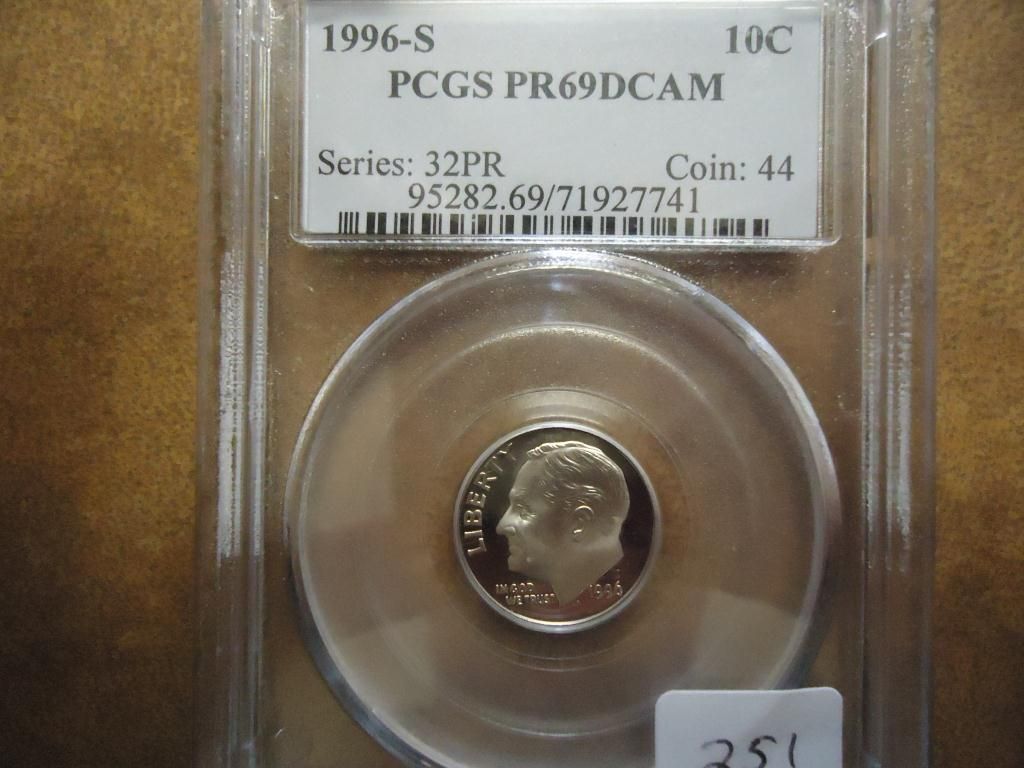 1996-S 10C
PCGS PR69DCAM
Series: 32PR Coin: 44
95282.69/71927741
LIBERTY
IN GOD
WE TRUST
1996
251